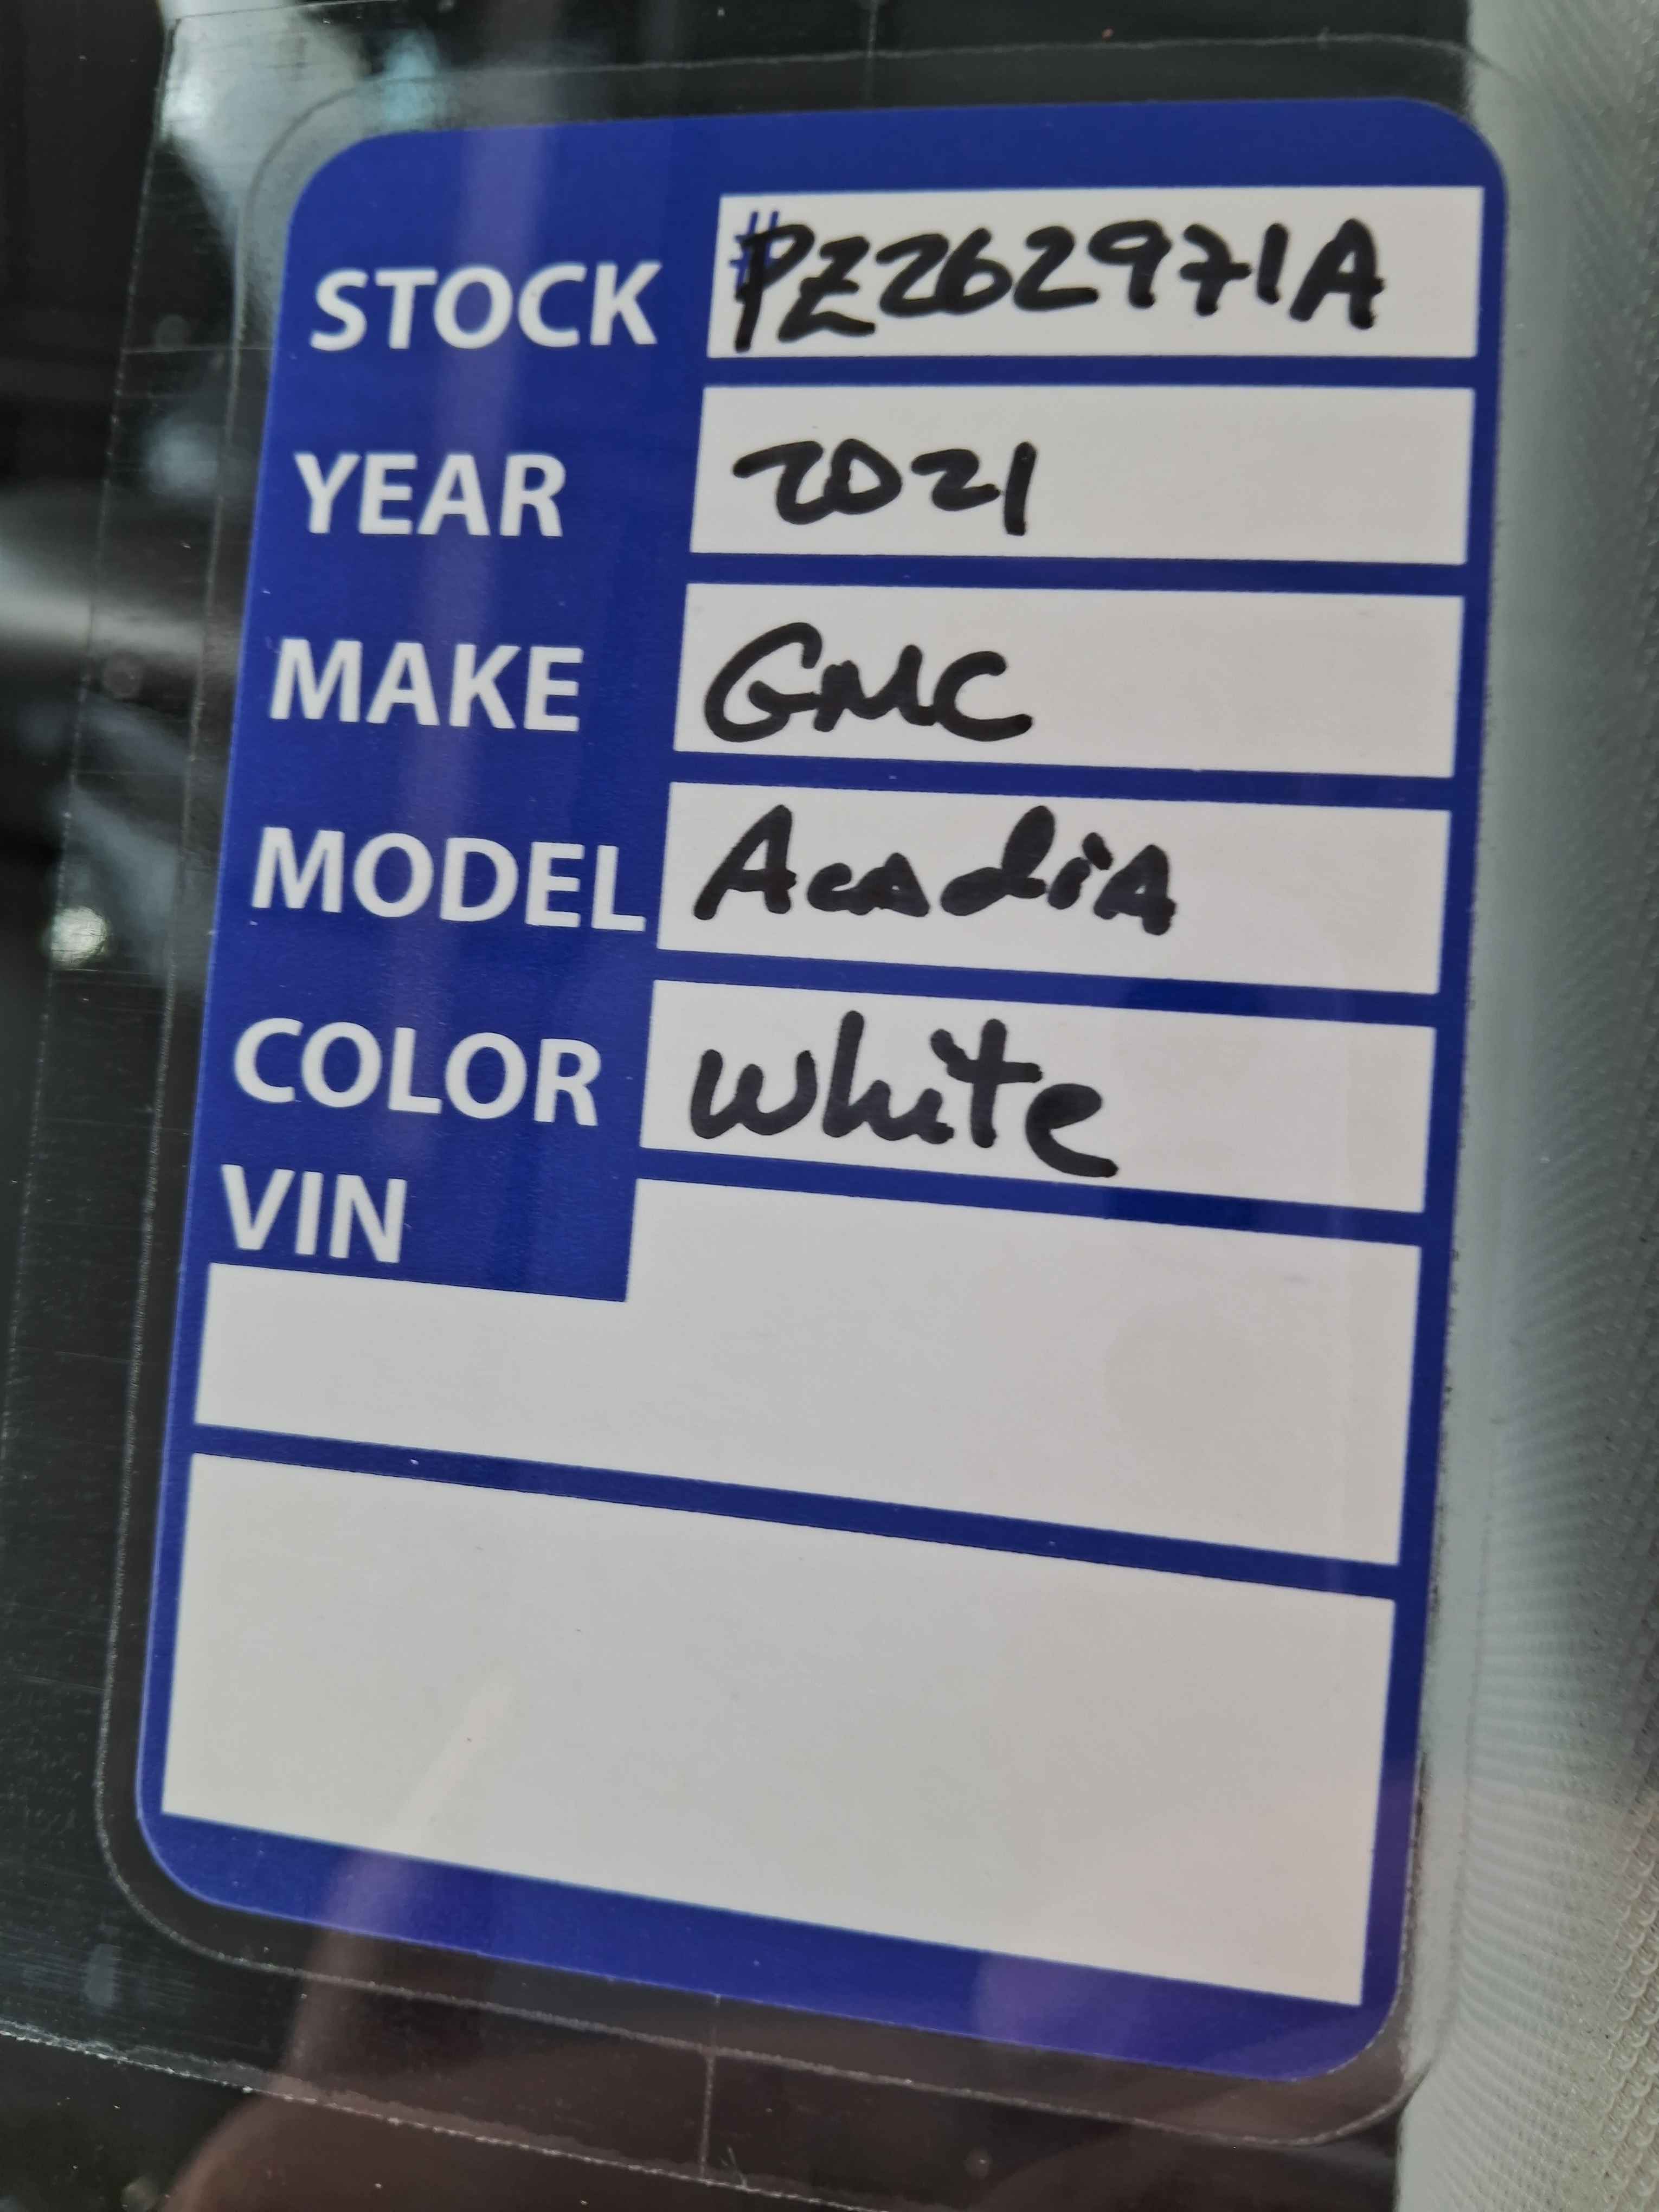 STOCK #PZ262971A
YEAR 2021
MAKE GMC
MODEL AcadiA
COLOR white
VIN